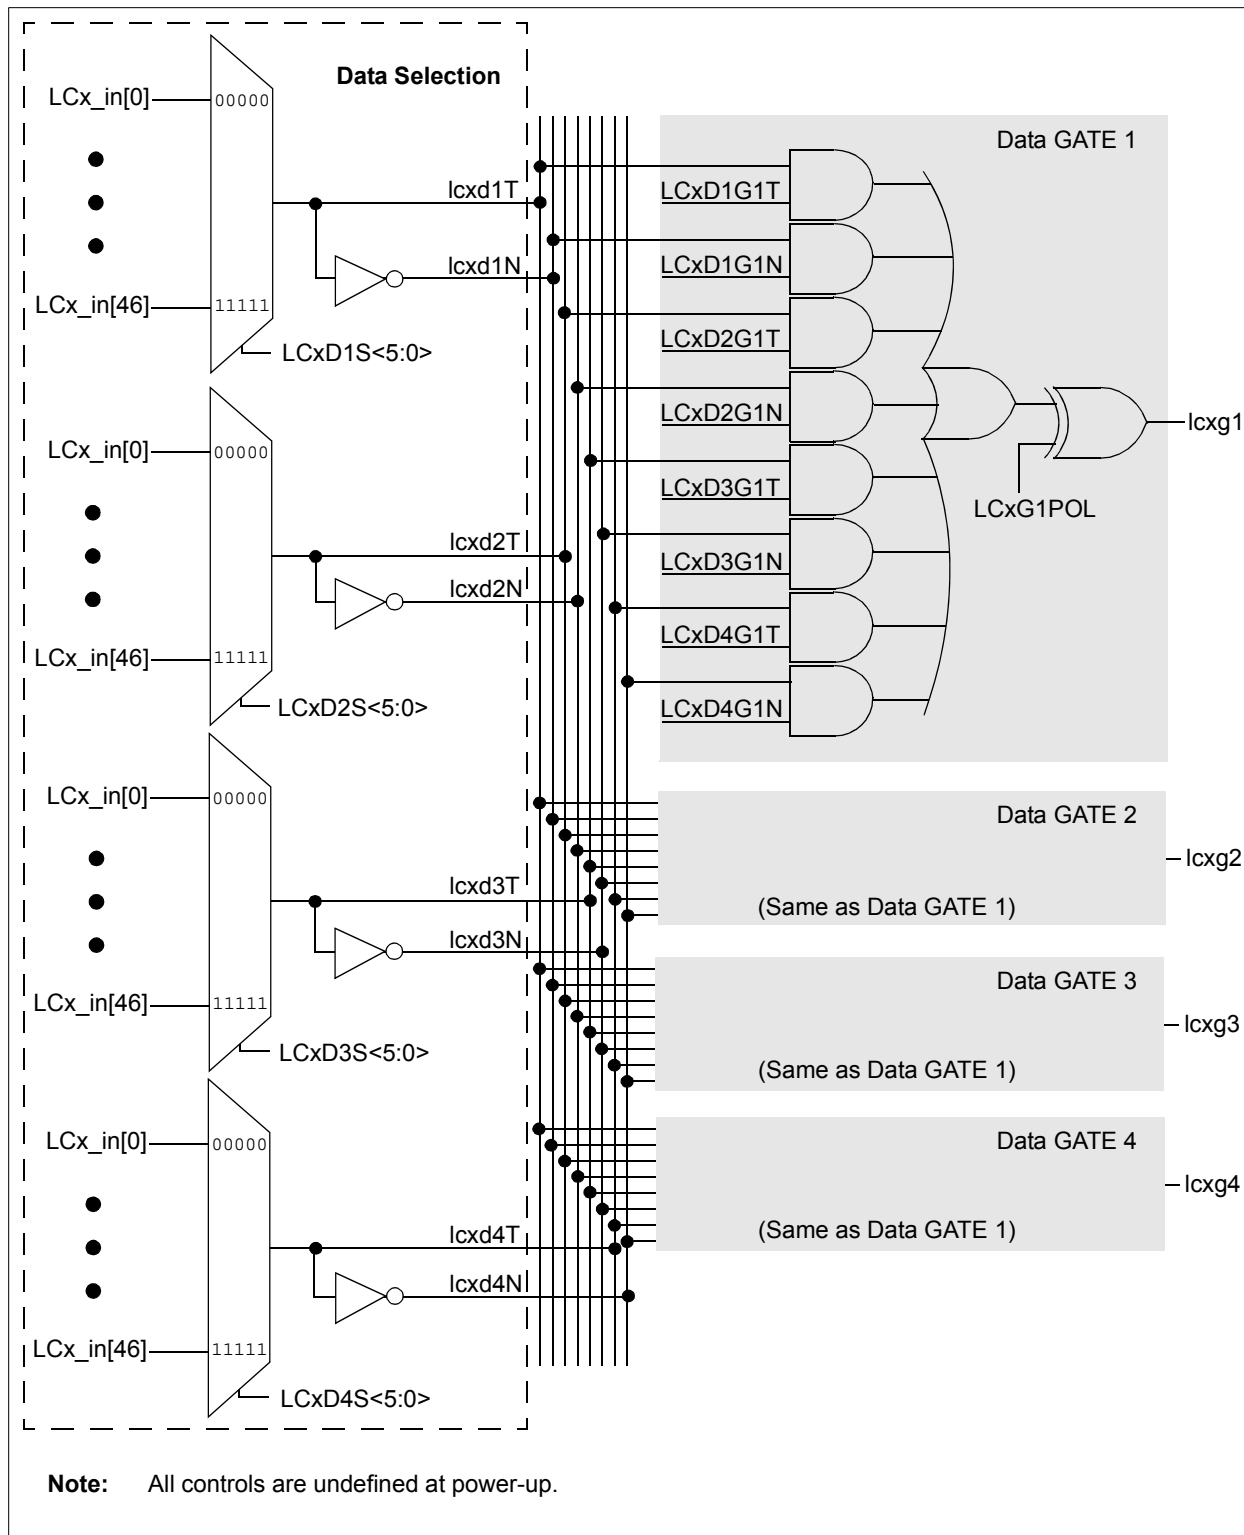 Data Selection
LCx_in[0]
00000
lcxd1T
lcxd1N
LCx_in[46]
11111
LCxD1S<5:0>
LCx_in[0]
00000
lcxd2T
lcxd2N
LCx_in[46]
11111
LCxD2S<5:0>
LCx_in[0]
00000
lcxd3T
lcxd3N
LCx_in[46]
11111
LCxD3S<5:0>
LCx_in[0]
00000
lcxd4T
lcxd4N
LCx_in[46]
11111
LCxD4S<5:0>
Data GATE 1
LCxD1G1T
LCxD1G1N
LCxD2G1T
LCxD2G1N
LCxD3G1T
LCxD3G1N
LCxD4G1T
LCxD4G1N
LCxG1POL
lcxg1
Data GATE 2
(Same as Data GATE 1)
lcxg2
Data GATE 3
(Same as Data GATE 1)
lcxg3
Data GATE 4
(Same as Data GATE 1)
lcxg4
Note: All controls are undefined at power-up.